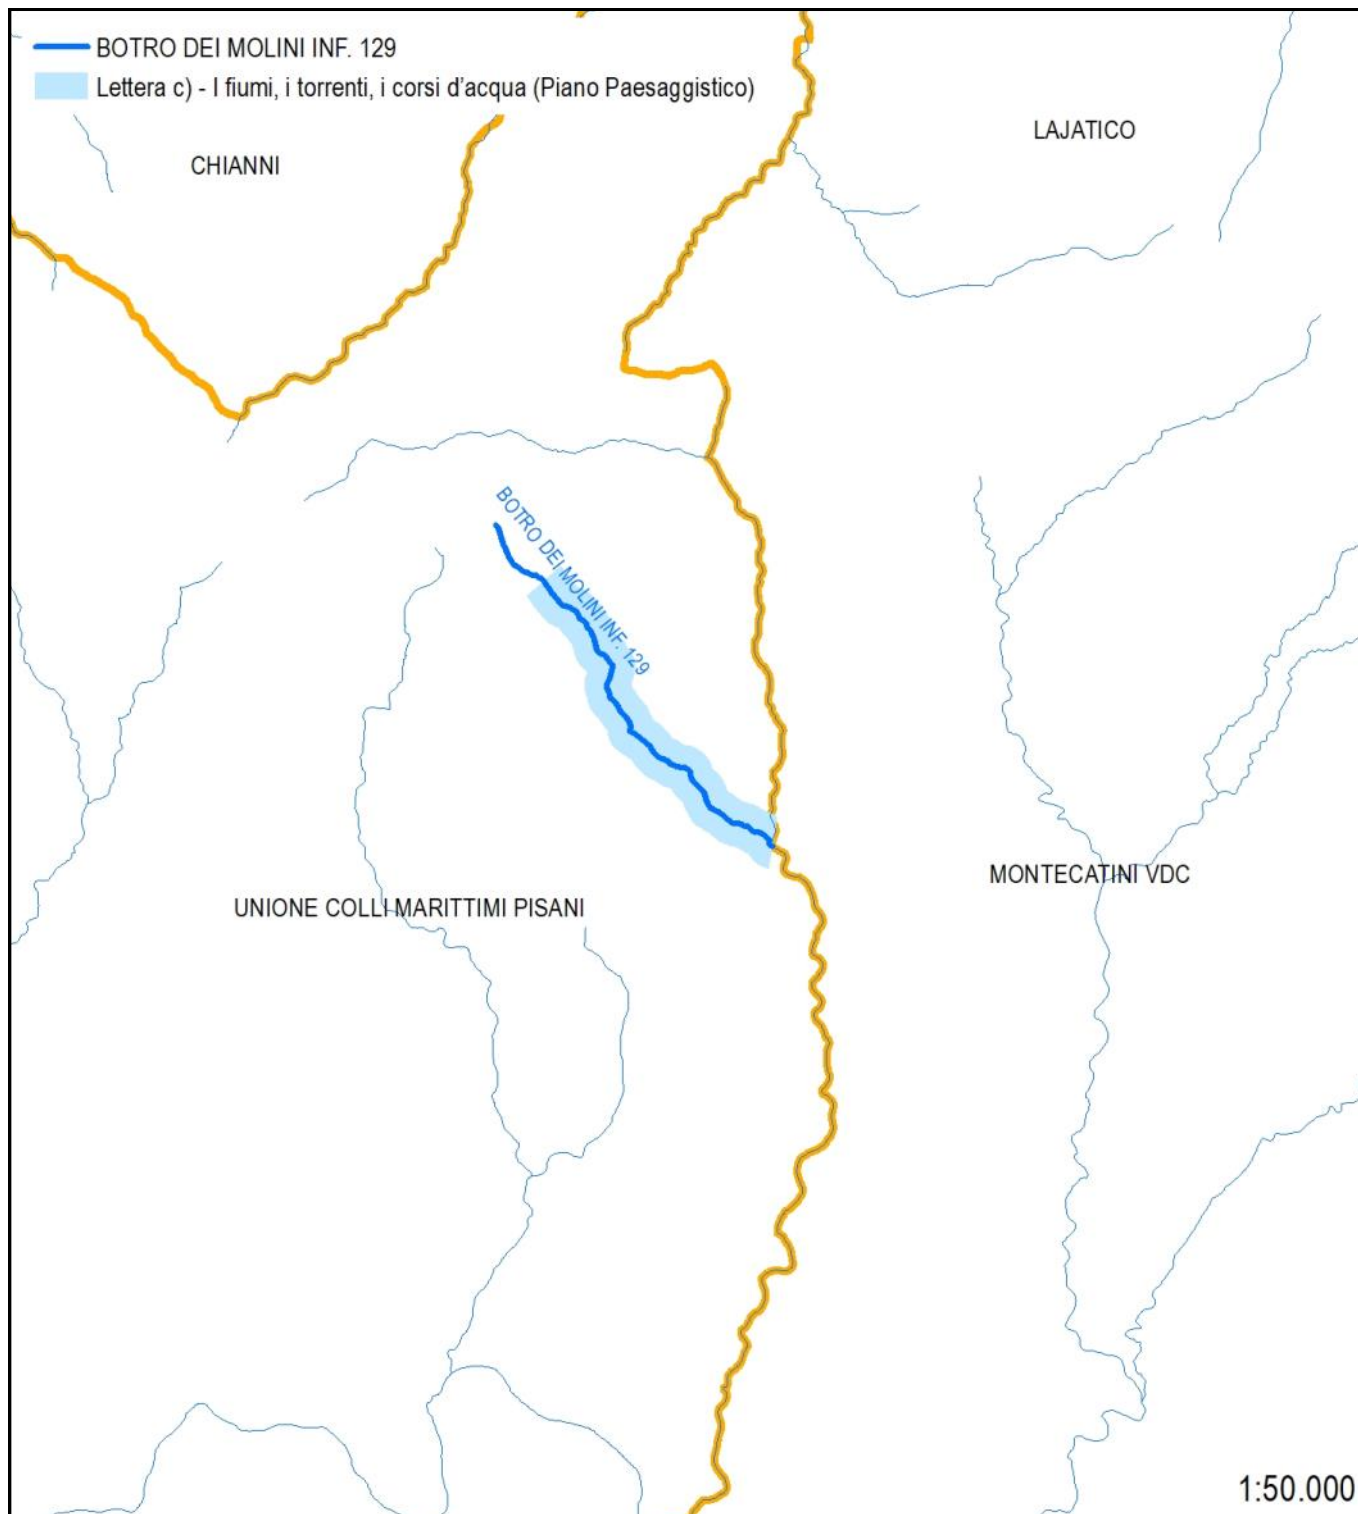 BOTRO DEI MOLINI INF. 129
Lettera c) - I fiumi, i torrenti, i corsi d'acqua (Piano Paesaggistico)
LAJATICO
CHIANNI
BOTRO DEI MOLINI INF. 129
MONTECATINI VDC
UNIONE COLLI MARITTIMI PISANI
1:50.000